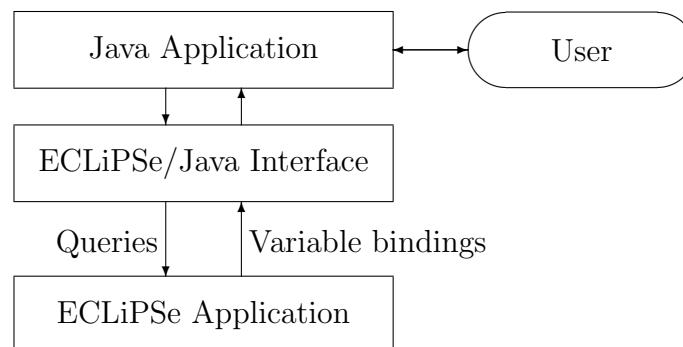 Java Application
User
ECLiPSe/Java Interface
Queries
Variable bindings
ECLiPSe Application